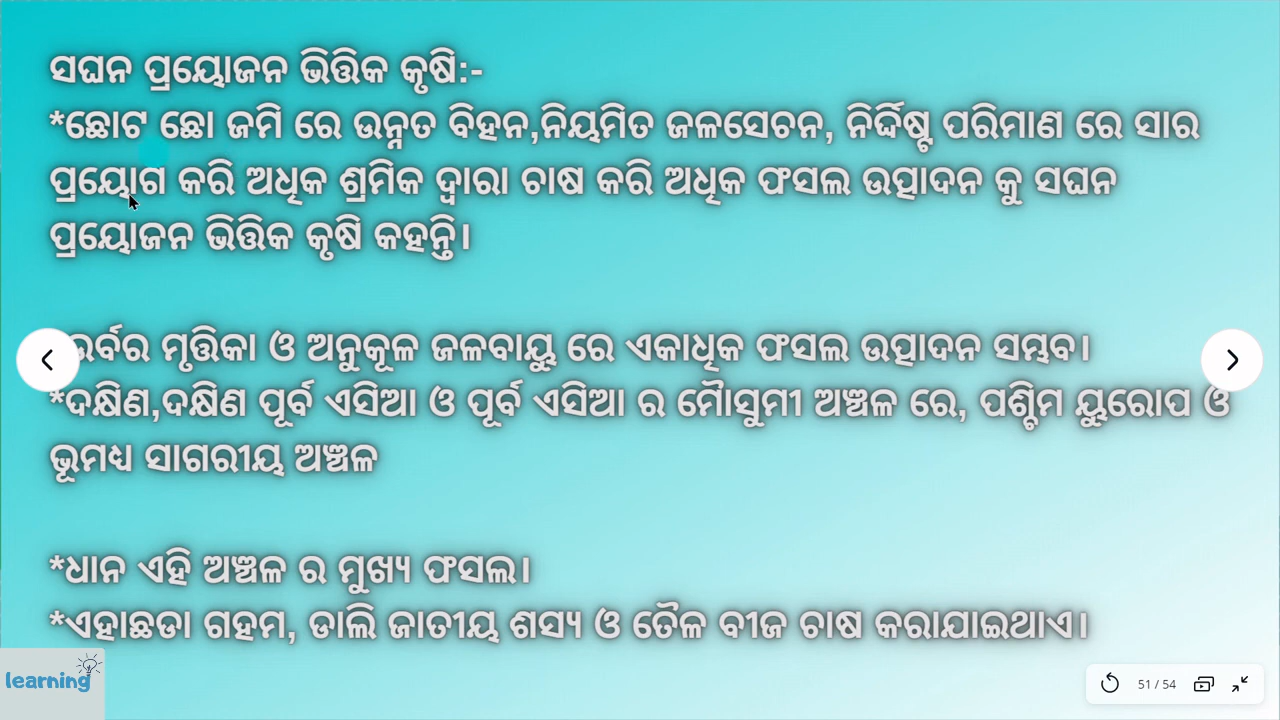 ସଘନ ପ୍ରୟୋଜନ ଭିତ୍ତିକ କୃଷି:-
*ଛୋଟ ଛୋ ଜମି ରେ ଉନ୍ନତ ବିହନ,ନିୟମିତ ଜଳସେଚନ, ନିର୍ଦ୍ଦିଷ୍ଟ ପରିମାଣ ରେ ସାର
ପ୍ରୟୋଗ କରି ଅଧିକ ଶ୍ରମିକ ଦ୍ୱାରା ଚାଷ କରି ଅଧିକ ଫସଲ ଉତ୍ପାଦନ କୁ ସଘନ
ପ୍ରୟୋଜନ ଭିତ୍ତିକ କୃଷି କହନ୍ତି।
ମୃତ୍ତିକା ଓ ଅନୁକୂଳ ଜଳବାୟୁ ରେ ଏକାଧିକ ଫସଲ ଉତ୍ପାଦନ ସମ୍ଭବ।
*ଦକ୍ଷିଣ,ଦକ୍ଷିଣ ପୂର୍ବ ଏସିଆ ଓ ପୂର୍ବ ଏସିଆ ର ମୌସୁମୀ ଅଞ୍ଚଳ ରେ, ପଶ୍ଚିମ ୟୁରୋପ ଓ
ଭୂମଧ୍ୟ ସାଗରୀୟ ଅଞ୍ଚଳ
*ଧାନ ଏହି ଅଞ୍ଚଳ ର ମୁଖ୍ୟ ଫସଲ।
*ଏହାଛଡା ଗହମ, ଡାଲି ଜାତୀୟ ଶସ୍ୟ ଓ ତୈଳ ବୀଜ ଚାଷ କରାଯାଇଥାଏ।
learning
51 / 54